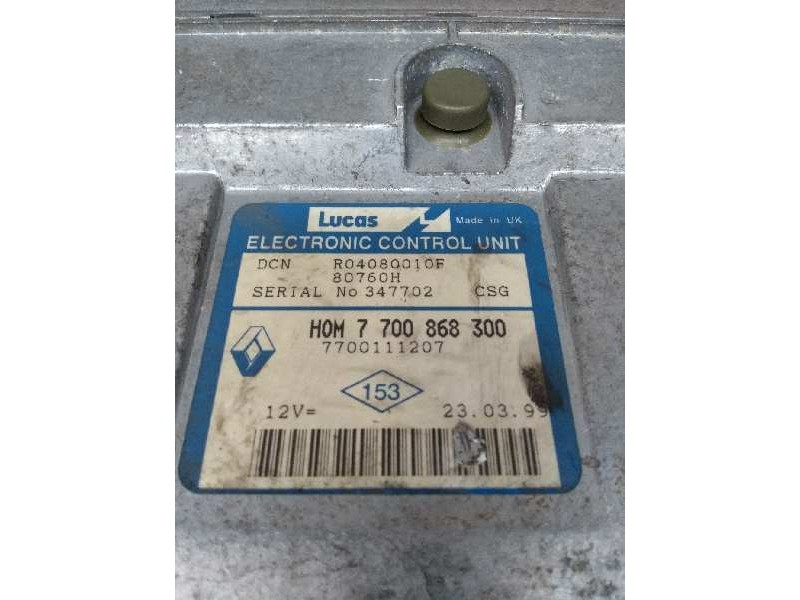 Lucas Made in UK
ELECTRONIC CONTROL UNIT
DCN R04080010F
80760H
SERIAL No 347702 CSG
HOM 7 700 868 300
7700111207
153
12V= 23.03.99